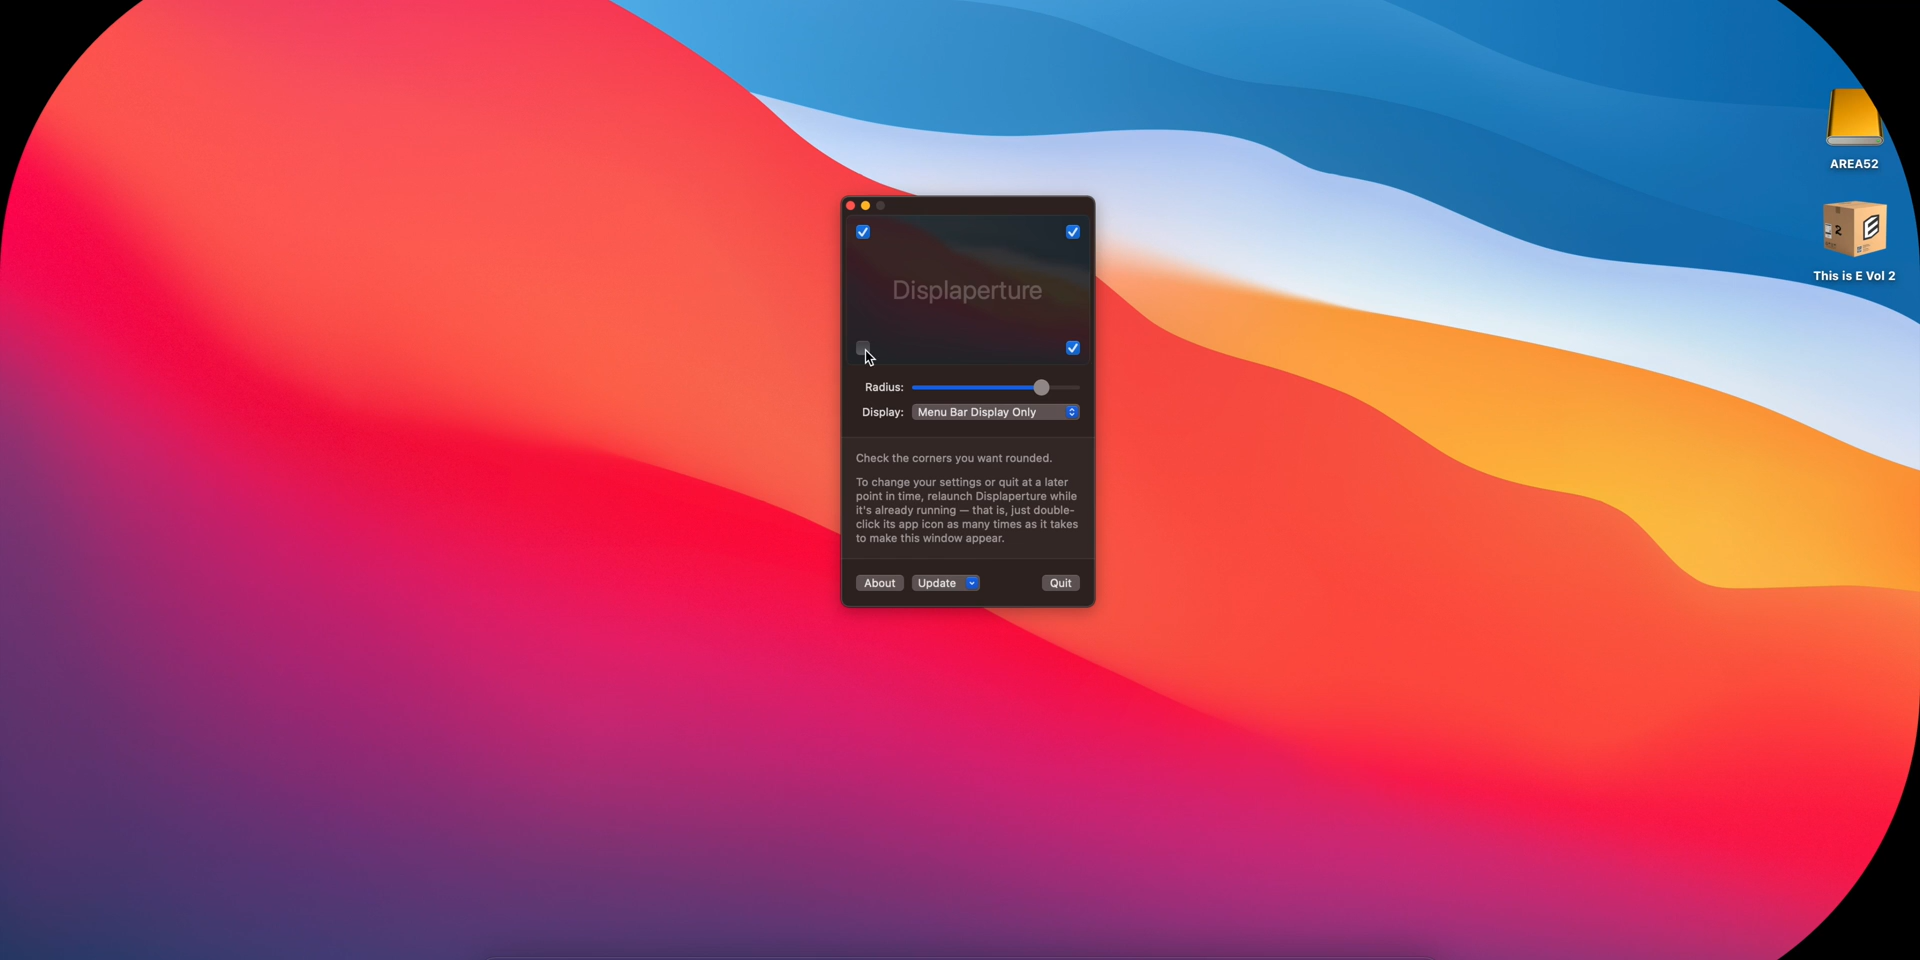 AREA52
This is E Vol 2
Displaperture
Radius:
Display: Menu Bar Display Only
Check the corners you want rounded.
To change your settings or quit at a later
point in time, relaunch Displaperture while
it's already running — that is, just double-
click its app icon as many times as it takes
to make this window appear.
About Update Quit